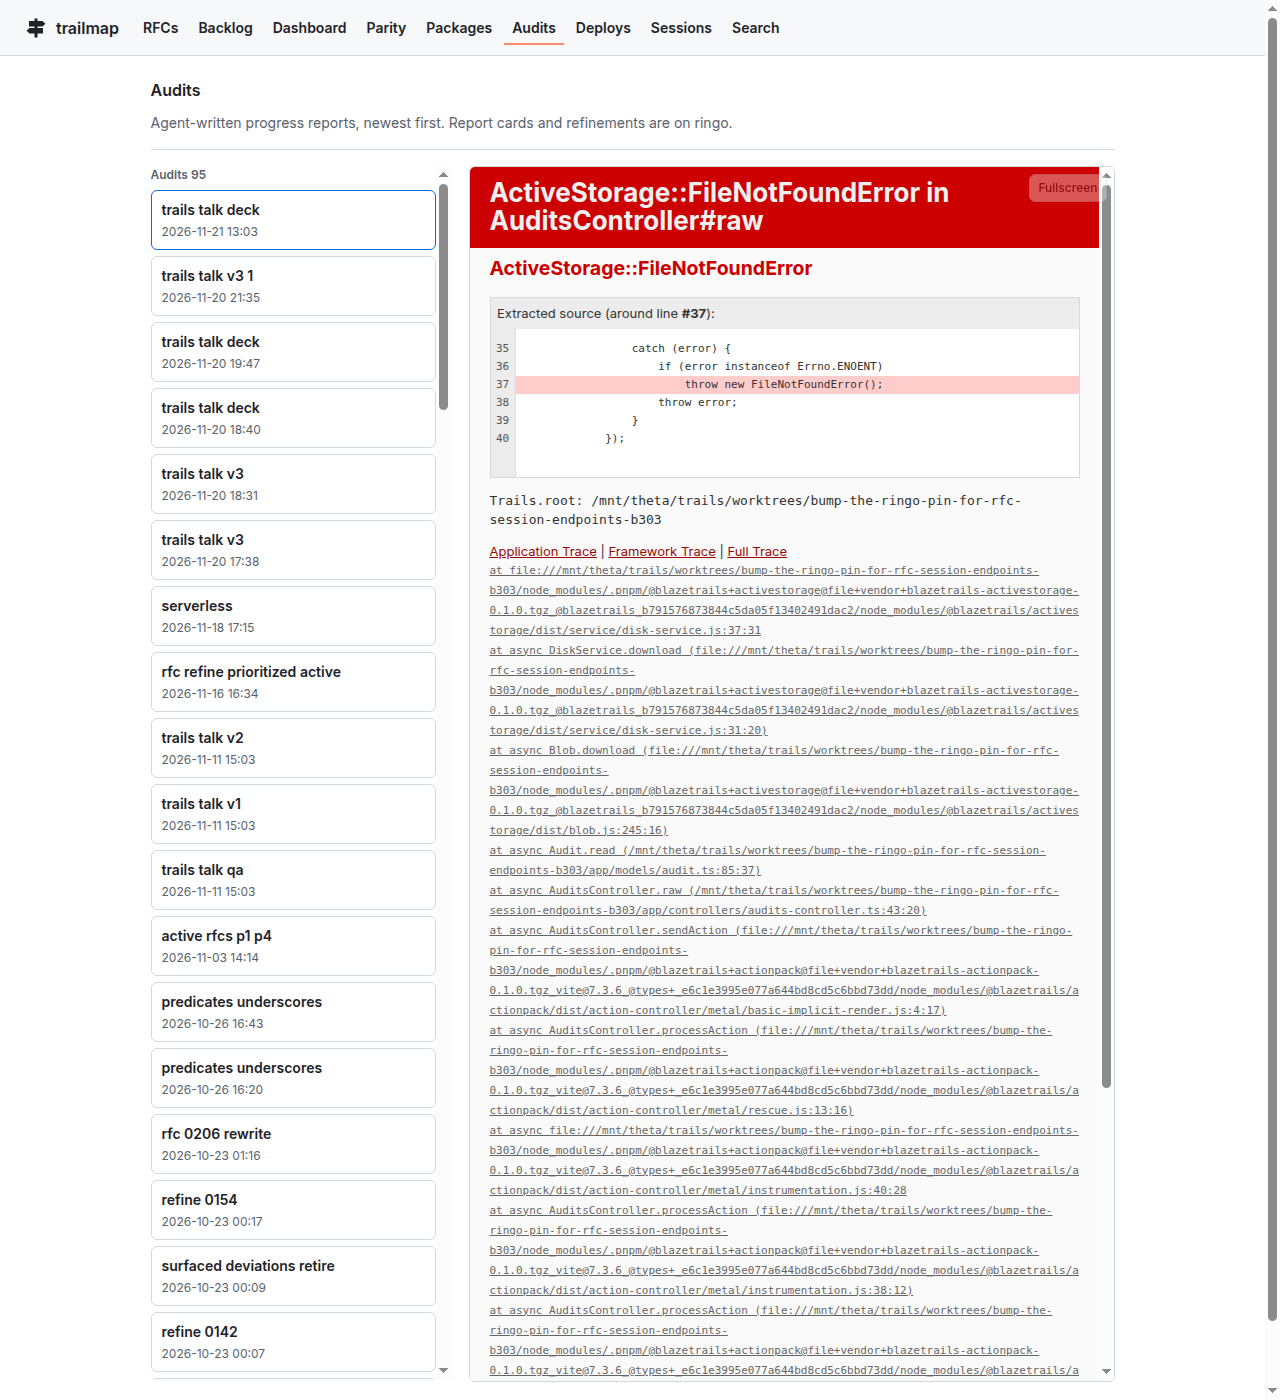 trailmap RFCs Backlog Dashboard Parity Packages Audits Deploys Sessions Search
Audits
Agent-written progress reports, newest first. Report cards and refinements are on ringo.
Audits 95
trails talk deck
2026-11-21 13:03
trails talk v3 1
2026-11-20 21:35
trails talk deck
2026-11-20 19:47
trails talk deck
2026-11-20 18:40
trails talk v3
2026-11-20 18:31
trails talk v3
2026-11-20 17:38
serverless
2026-11-18 17:15
rfc refine prioritized active
2026-11-16 16:34
trails talk v2
2026-11-11 15:03
trails talk v1
2026-11-11 15:03
trails talk qa
2026-11-11 15:03
active rfcs p1 p4
2026-11-03 14:14
predicates underscores
2026-10-26 16:43
predicates underscores
2026-10-26 16:20
rfc 0206 rewrite
2026-10-23 01:16
refine 0154
2026-10-23 00:17
surfaced deviations retire
2026-10-23 00:09
refine 0142
2026-10-23 00:07
ActiveStorage::FileNotFoundError in
AuditsController#raw
Fullscreen
ActiveStorage::FileNotFoundError
Extracted source (around line #37):
35 catch (error) {
36 if (error instanceof Errno.ENOENT)
37 throw new FileNotFoundError();
38 throw error;
39 }
40 });
Trails.root: /mnt/theta/trails/worktrees/bump-the-ringo-pin-for-rfc-
session-endpoints-b303
Application Trace | Framework Trace | Full Trace
at file:///mnt/theta/trails/worktrees/bump-the-ringo-pin-for-rfc-session-endpoints-
b303/node_modules/.pnpm/@blazetrails+activestorage@file+vendor+blazetrails-activestorage-
0.1.0.tgz_@blazetrails_b791576873844c5da05f13402491dac2/node_modules/@blazetrails/actives
torage/dist/service/disk-service.js:37:31
at async DiskService.download (file:///mnt/theta/trails/worktrees/bump-the-ringo-pin-for-
rfc-session-endpoints-
b303/node_modules/.pnpm/@blazetrails+activestorage@file+vendor+blazetrails-activestorage-
0.1.0.tgz_@blazetrails_b791576873844c5da05f13402491dac2/node_modules/@blazetrails/actives
torage/dist/service/disk-service.js:31:20)
at async Blob.download (file:///mnt/theta/trails/worktrees/bump-the-ringo-pin-for-rfc-
session-endpoints-
b303/node_modules/.pnpm/@blazetrails+activestorage@file+vendor+blazetrails-activestorage-
0.1.0.tgz_@blazetrails_b791576873844c5da05f13402491dac2/node_modules/@blazetrails/actives
torage/dist/blob.js:245:16)
at async Audit.read (/mnt/theta/trails/worktrees/bump-the-ringo-pin-for-rfc-session-
endpoints-b303/app/models/audit.ts:85:37)
at async AuditsController.raw (/mnt/theta/trails/worktrees/bump-the-ringo-pin-for-rfc-
session-endpoints-b303/app/controllers/audits-controller.ts:43:20)
at async AuditsController.sendAction (file:///mnt/theta/trails/worktrees/bump-the-ringo-
pin-for-rfc-session-endpoints-
b303/node_modules/.pnpm/@blazetrails+actionpack@file+vendor+blazetrails-actionpack-
0.1.0.tgz_vite@7.3.6_@types+_e6c1e3995e077a644bd8cd5c6bbd73dd/node_modules/@blazetrails/a
ctionpack/dist/action-controller/metal/basic-implicit-render.js:4:17)
at async AuditsController.processAction (file:///mnt/theta/trails/worktrees/bump-the-
ringo-pin-for-rfc-session-endpoints-
b303/node_modules/.pnpm/@blazetrails+actionpack@file+vendor+blazetrails-actionpack-
0.1.0.tgz_vite@7.3.6_@types+_e6c1e3995e077a644bd8cd5c6bbd73dd/node_modules/@blazetrails/a
ctionpack/dist/action-controller/metal/rescue.js:13:16)
at async file:///mnt/theta/trails/worktrees/bump-the-ringo-pin-for-rfc-session-endpoints-
b303/node_modules/.pnpm/@blazetrails+actionpack@file+vendor+blazetrails-actionpack-
0.1.0.tgz_vite@7.3.6_@types+_e6c1e3995e077a644bd8cd5c6bbd73dd/node_modules/@blazetrails/a
ctionpack/dist/action-controller/metal/instrumentation.js:40:28
at async AuditsController.processAction (file:///mnt/theta/trails/worktrees/bump-the-
ringo-pin-for-rfc-session-endpoints-
b303/node_modules/.pnpm/@blazetrails+actionpack@file+vendor+blazetrails-actionpack-
0.1.0.tgz_vite@7.3.6_@types+_e6c1e3995e077a644bd8cd5c6bbd73dd/node_modules/@blazetrails/a
ctionpack/dist/action-controller/metal/instrumentation.js:38:12)
at async AuditsController.processAction (file:///mnt/theta/trails/worktrees/bump-the-
ringo-pin-for-rfc-session-endpoints-
b303/node_modules/.pnpm/@blazetrails+actionpack@file+vendor+blazetrails-actionpack-
0.1.0.tgz_vite@7.3.6_@types+_e6c1e3995e077a644bd8cd5c6bbd73dd/node_modules/@blazetrails/a